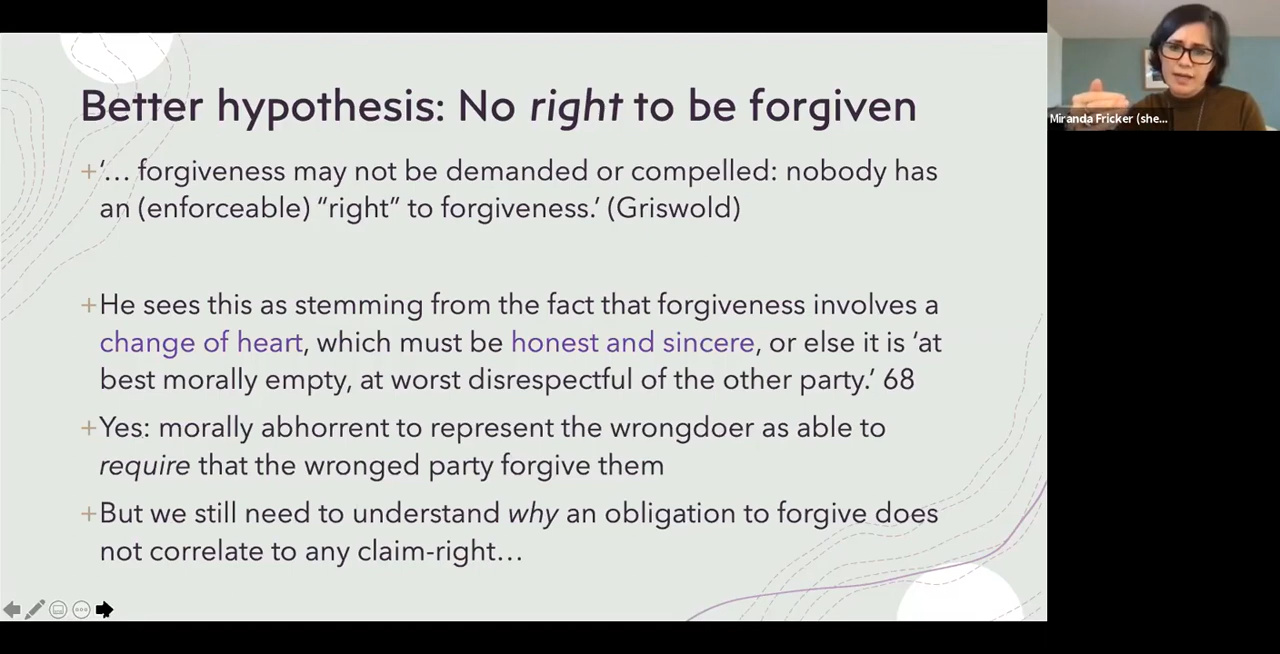 Better hypothesis: No right to be forgiven
+‘… forgiveness may not be demanded or compelled: nobody has
an (enforceable) “right” to forgiveness.’ (Griswold)
+He sees this as stemming from the fact that forgiveness involves a
change of heart, which must be honest and sincere, or else it is ‘at
best morally empty, at worst disrespectful of the other party.’ 68
+Yes: morally abhorrent to represent the wrongdoer as able to
require that the wronged party forgive them
+But we still need to understand why an obligation to forgive does
not correlate to any claim-right…
Miranda Fricker (she...